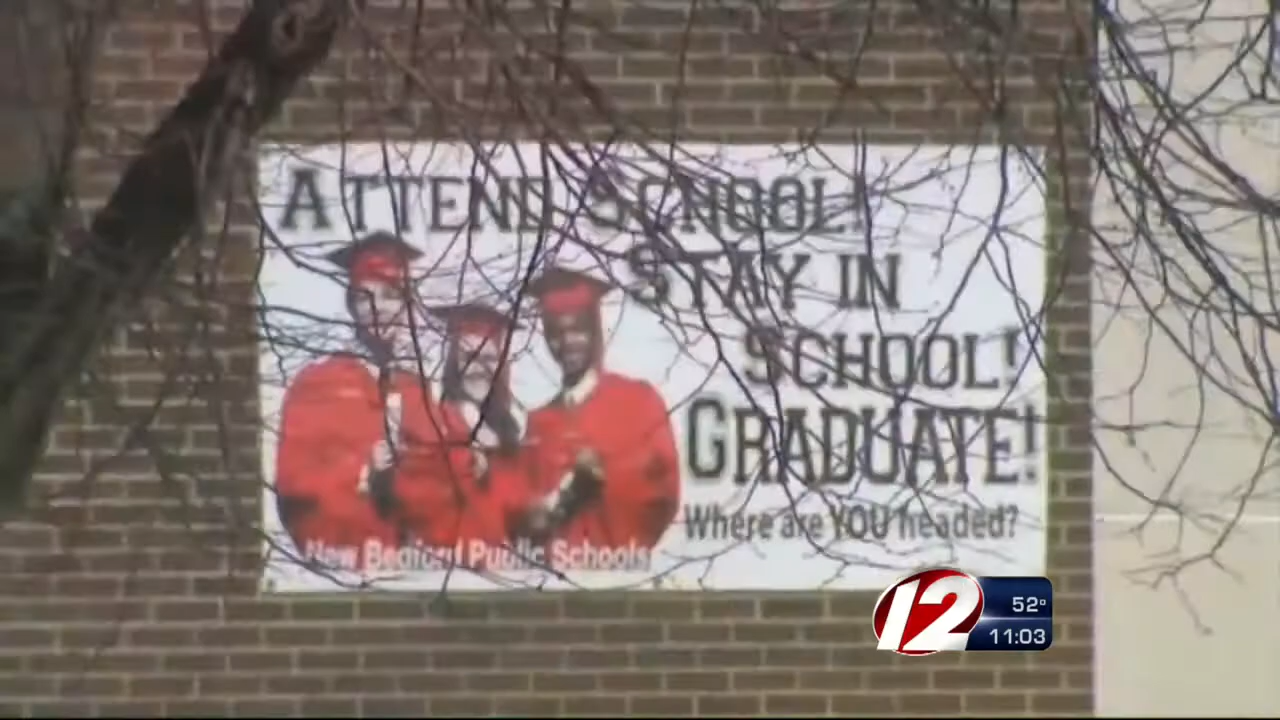 ATTEND SCHOOL!
STAY IN
SCHOOL!
GRADUATE!
Where are YOU headed?
New Bedford Public Schools
12
52°
11:03